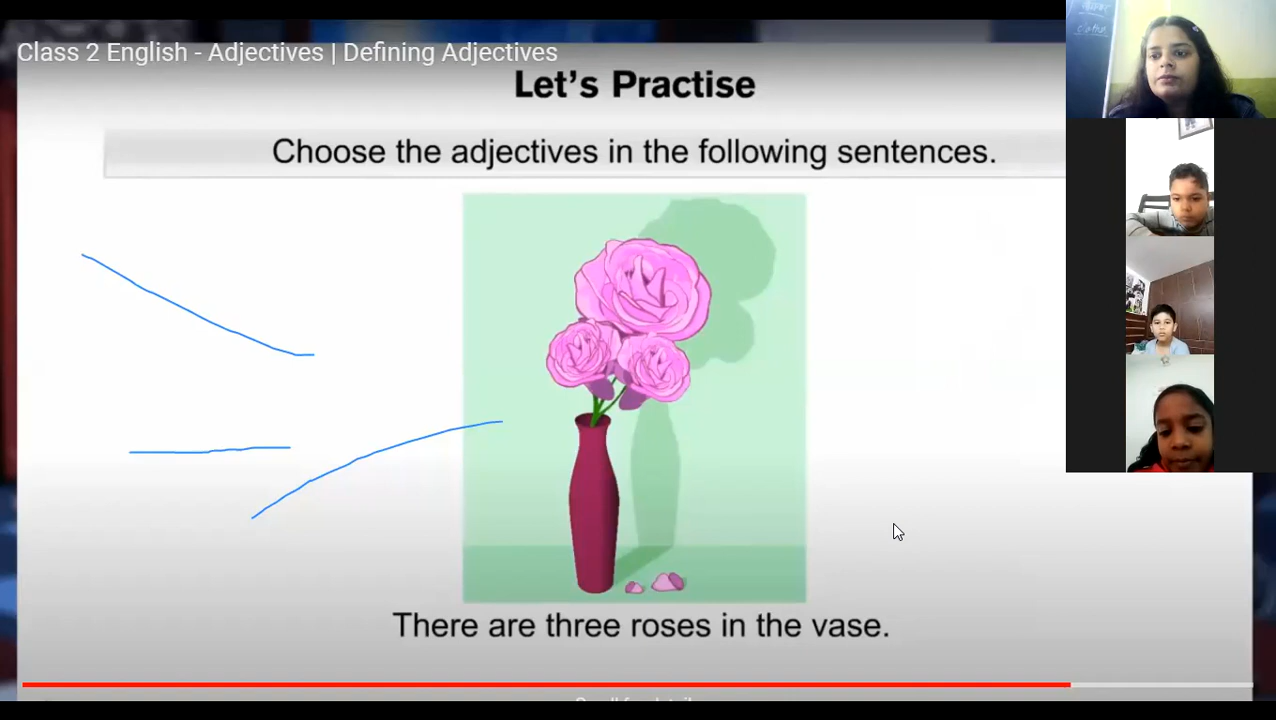 Class 2 English - Adjectives | Defining Adjectives
Let's Practise
Choose the adjectives in the following sentences.
There are three roses in the vase.